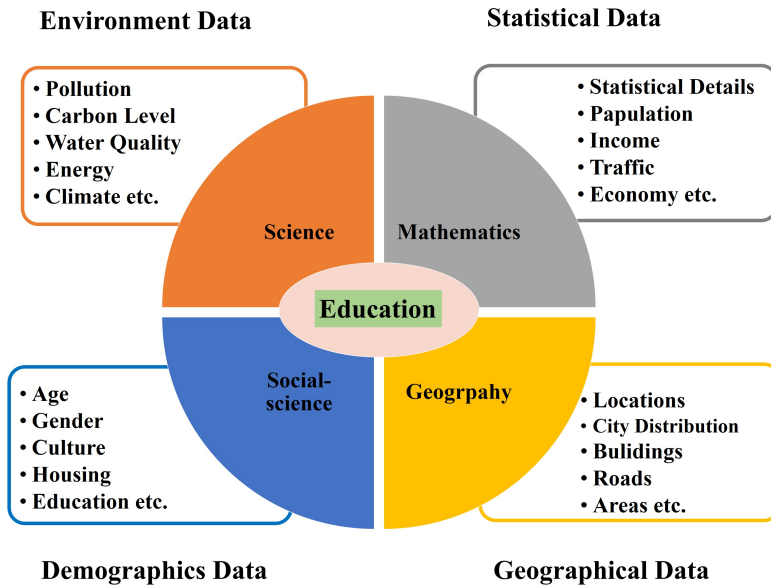 Environment Data
Statistical Data
• Pollution
• Carbon Level
• Water Quality
• Energy
• Climate etc.
• Statistical Details
• Papulation
• Income
• Traffic
• Economy etc.
Science
Mathematics
Education
Social-
science
Geogrpahy
• Age
• Gender
• Culture
• Housing
• Education etc.
• Locations
• City Distribution
• Bulidings
• Roads
• Areas etc.
Demographics Data
Geographical Data